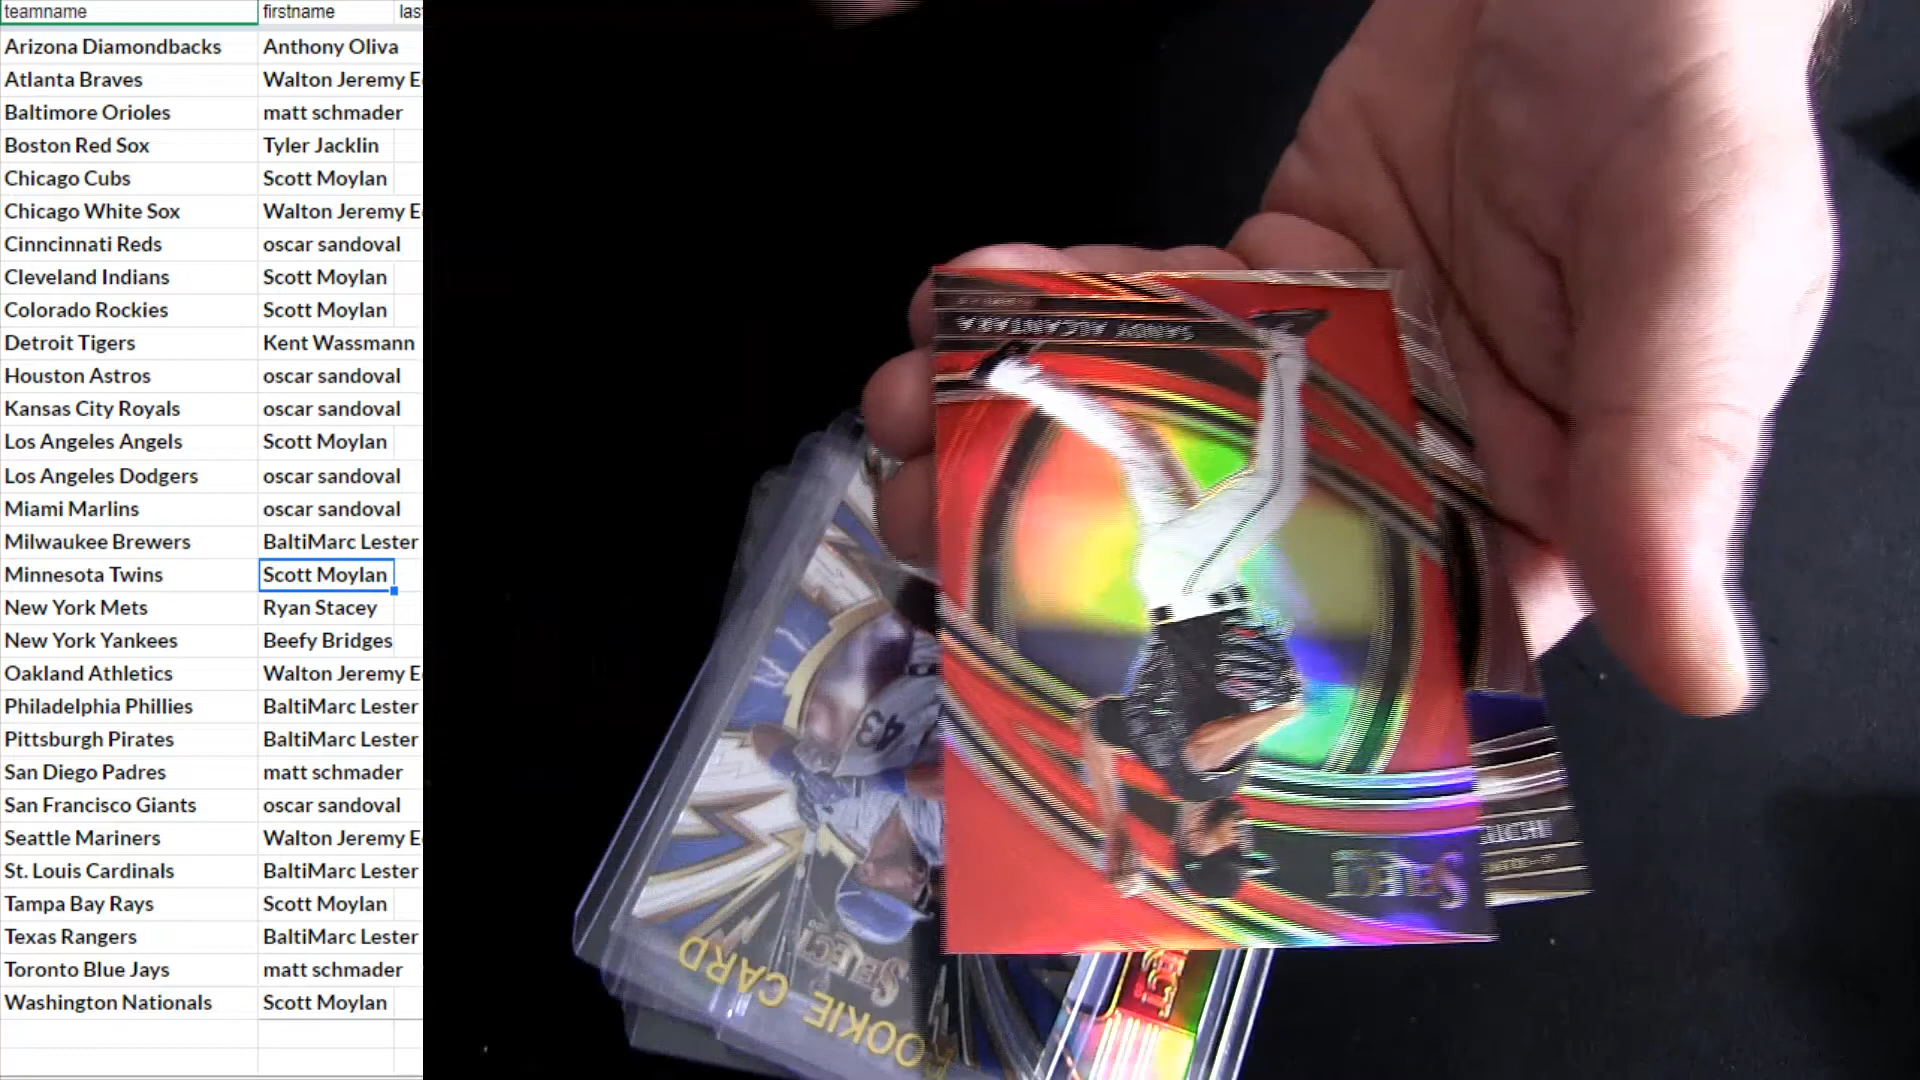 teamname firstname las
Arizona Diamondbacks Anthony Oliva
Atlanta Braves Walton Jeremy E
Baltimore Orioles matt schmader
Boston Red Sox Tyler Jacklin
Chicago Cubs Scott Moylan
Chicago White Sox Walton Jeremy E
Cinncinnati Reds oscar sandoval
Cleveland Indians Scott Moylan
Colorado Rockies Scott Moylan
Detroit Tigers Kent Wassmann
Houston Astros oscar sandoval
Kansas City Royals oscar sandoval
Los Angeles Angels Scott Moylan
Los Angeles Dodgers oscar sandoval
Miami Marlins oscar sandoval
Milwaukee Brewers BaltiMarc Lester
Minnesota Twins Scott Moylan
New York Mets Ryan Stacey
New York Yankees Beefy Bridges
Oakland Athletics Walton Jeremy E
Philadelphia Phillies BaltiMarc Lester
Pittsburgh Pirates BaltiMarc Lester
San Diego Padres matt schmader
San Francisco Giants oscar sandoval
Seattle Mariners Walton Jeremy E
St. Louis Cardinals BaltiMarc Lester
Tampa Bay Rays Scott Moylan
Texas Rangers BaltiMarc Lester
Toronto Blue Jays matt schmader
Washington Nationals Scott Moylan
SANDY ALCANTARA
SELECT
43
SELECT
ROOKIE CARD